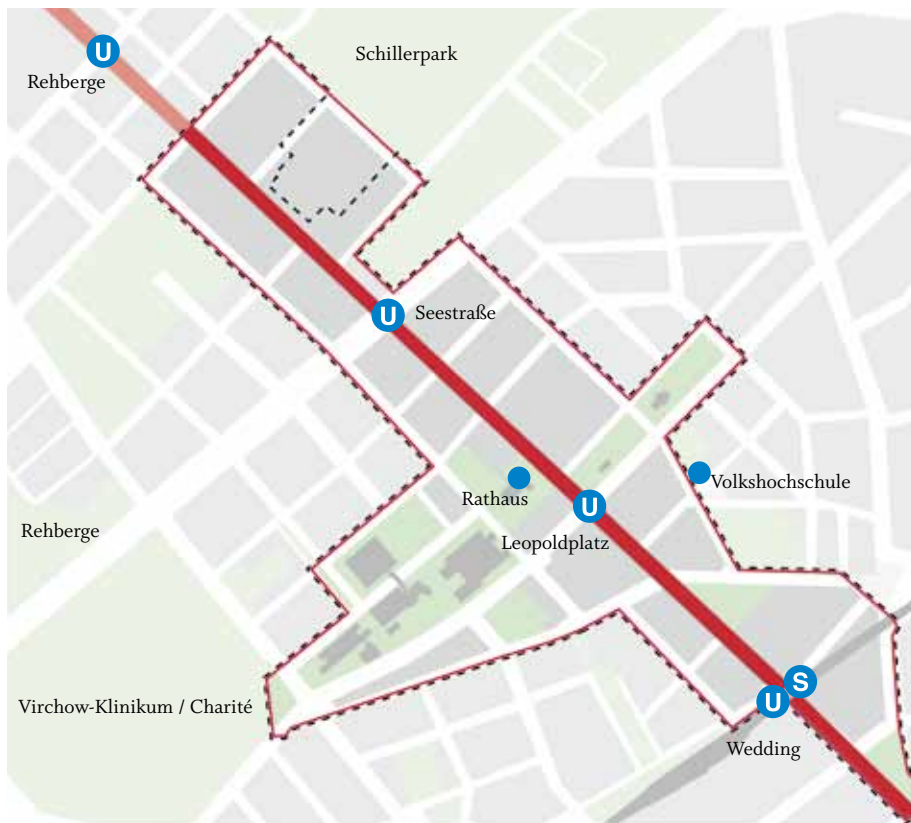 U
Rehberge
Schillerpark
U
Seestraße
Rathaus
Volkshochschule
U
Leopoldplatz
Rehberge
Virchow-Klinikum / Charité
S
U
Wedding